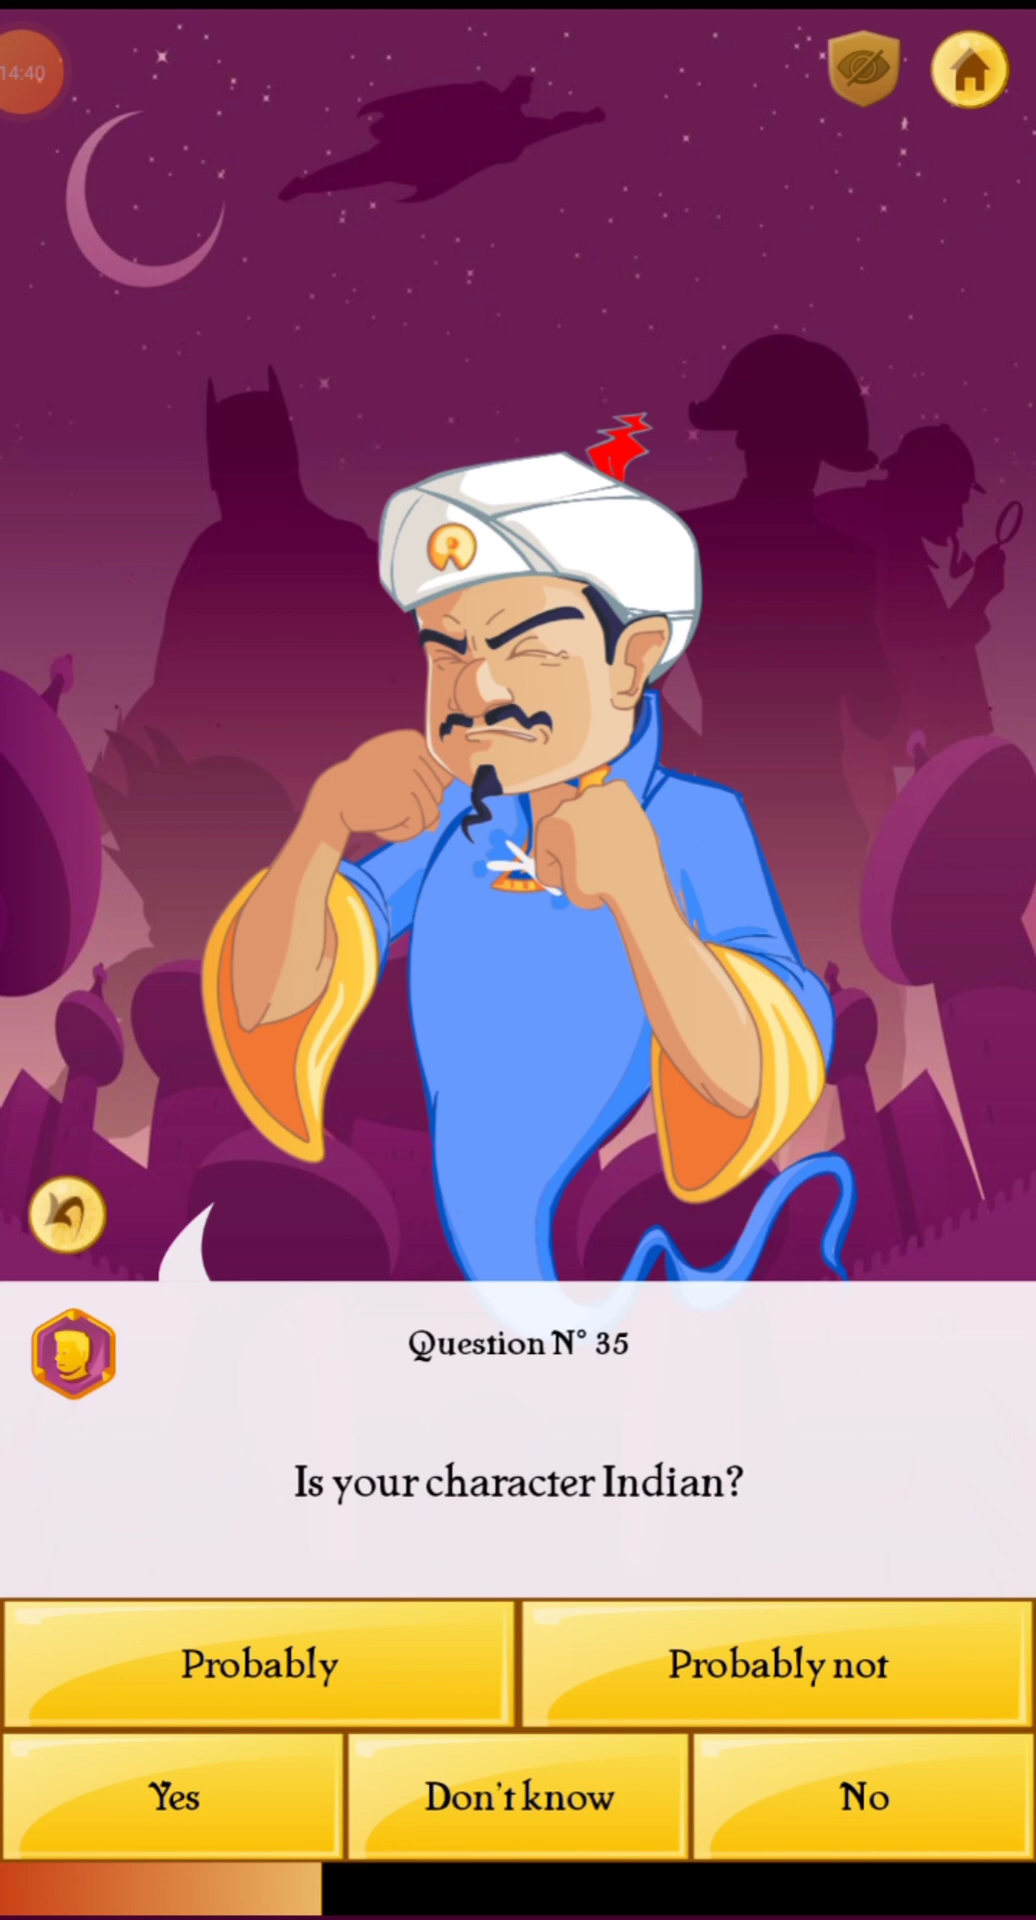 14:40
Question N° 35
Is your character Indian?
Probably
Probably not
Yes
Don't know
No